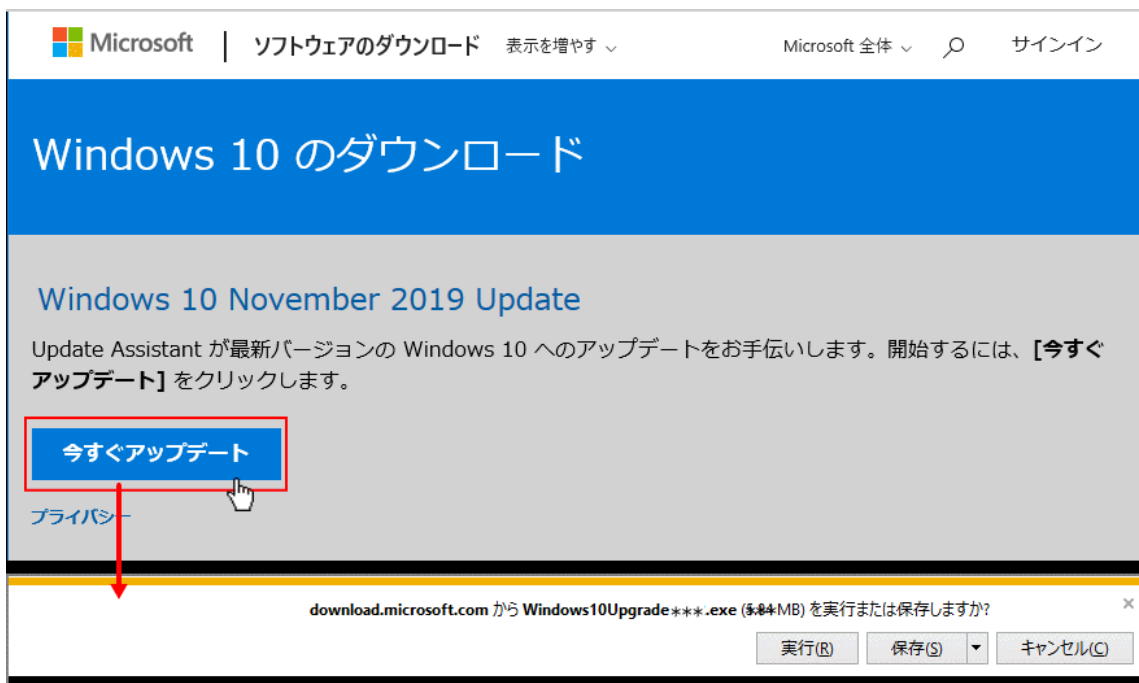 Microsoft | ソフトウェアのダウンロード 表示を増やす Microsoft 全体 サインイン
Windows 10 のダウンロード
Windows 10 November 2019 Update
Update Assistant が最新バージョンの Windows 10 へのアップデートをお手伝いします。開始するには、[今すぐ
アップデート] をクリックします。
今すぐアップデート
プライバシー
download.microsoft.com から Windows10Upgrade***.exe (MB) を実行または保存しますか?
実行(R) 保存(S) キャンセル(C)